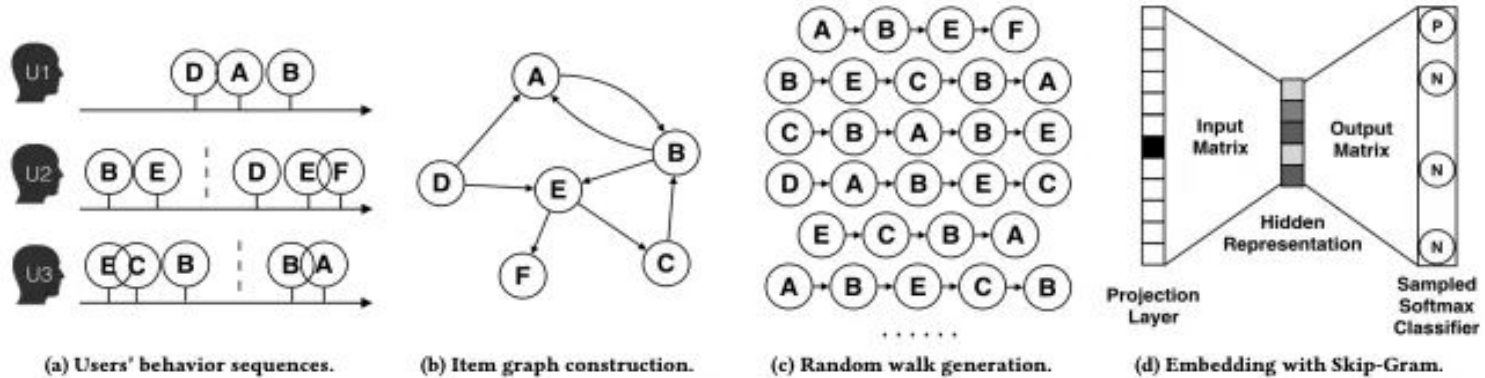 U1 D A B
U2 B E D E F
U3 E C B B A
(a) Users' behavior sequences.
A
B
D
E
F
C
(b) Item graph construction.
A B E F
B E C B A
C B A B E
D A B E C
E C B A
A B E C B
. . . . . .
(c) Random walk generation.
Input
Matrix
Output
Matrix
Hidden
Representation
P
N
N
N
Projection
Layer
Sampled
Softmax
Classifier
(d) Embedding with Skip-Gram.